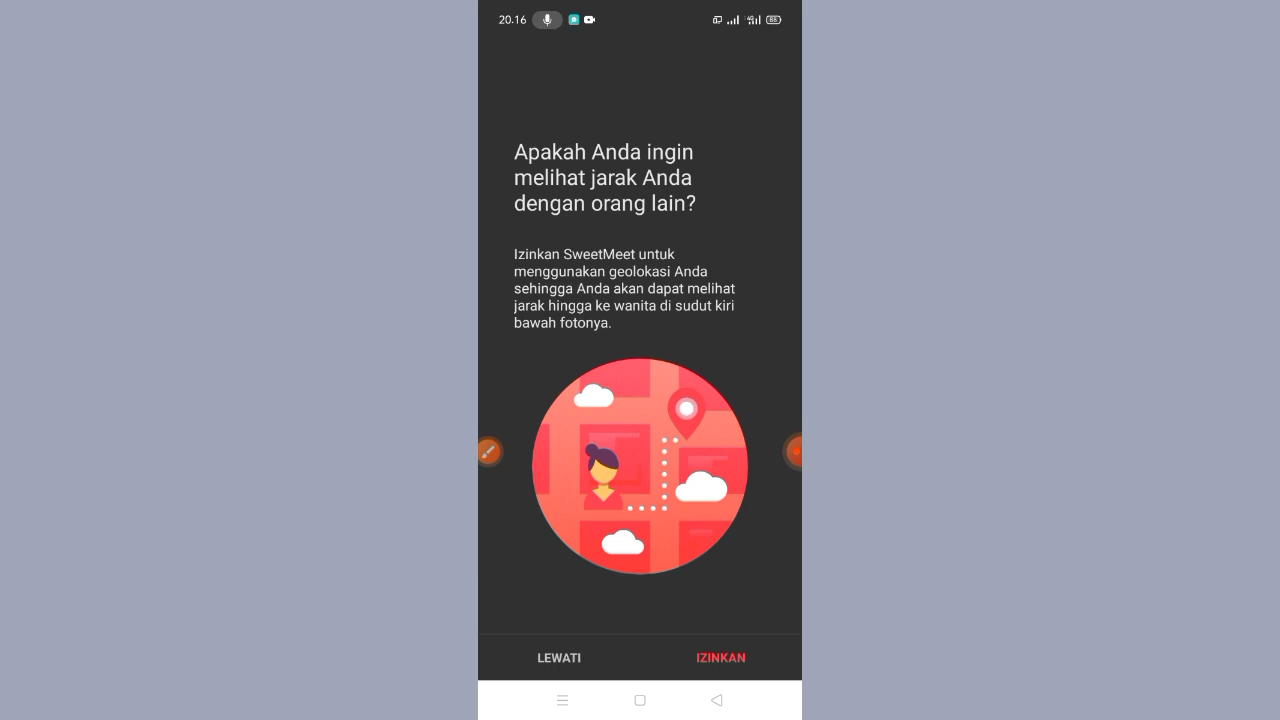 20.16
88
Apakah Anda ingin
melihat jarak Anda
dengan orang lain?
Izinkan SweetMeet untuk
menggunakan geolokasi Anda
sehingga Anda akan dapat melihat
jarak hingga ke wanita di sudut kiri
bawah fotonya.
LEWATI
IZINKAN